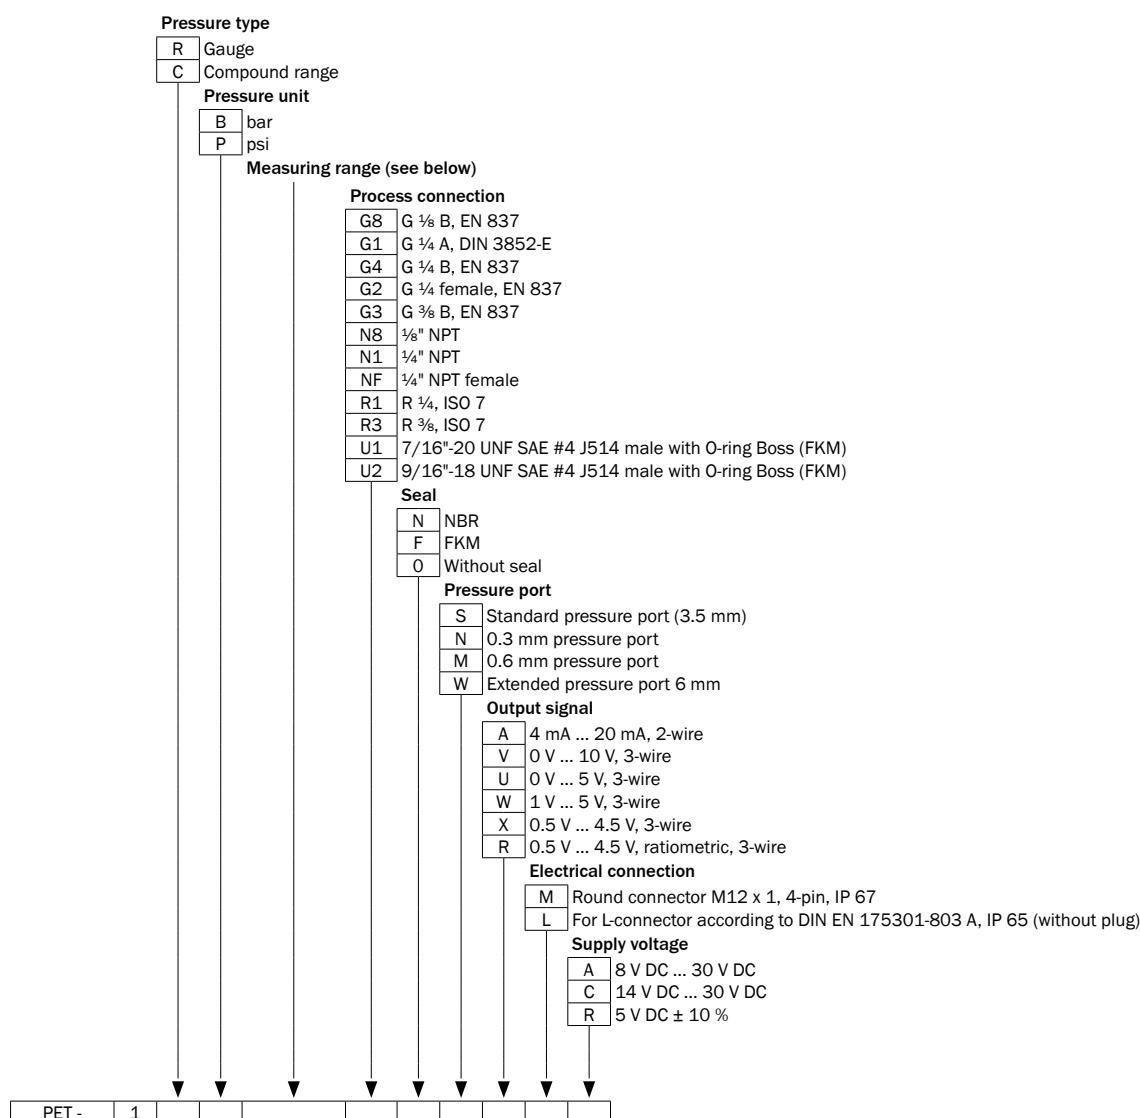 Pressure type
R Gauge
C Compound range
Pressure unit
B bar
P psi
Measuring range (see below)
Process connection
G8 G ⅛ B, EN 837
G1 G ¼ A, DIN 3852-E
G4 G ¼ B, EN 837
G2 G ¼ female, EN 837
G3 G ⅜ B, EN 837
N8 ⅛" NPT
N1 ¼" NPT
NF ¼" NPT female
R1 R ¼, ISO 7
R3 R ⅜, ISO 7
U1 7/16"-20 UNF SAE #4 J514 male with O-ring Boss (FKM)
U2 9/16"-18 UNF SAE #4 J514 male with O-ring Boss (FKM)
Seal
N NBR
F FKM
0 Without seal
Pressure port
S Standard pressure port (3.5 mm)
N 0.3 mm pressure port
M 0.6 mm pressure port
W Extended pressure port 6 mm
Output signal
A 4 mA ... 20 mA, 2-wire
V 0 V ... 10 V, 3-wire
U 0 V ... 5 V, 3-wire
W 1 V ... 5 V, 3-wire
X 0.5 V ... 4.5 V, 3-wire
R 0.5 V ... 4.5 V, ratiometric, 3-wire
Electrical connection
M Round connector M12 x 1, 4-pin, IP 67
L For L-connector according to DIN EN 175301-803 A, IP 65 (without plug)
Supply voltage
A 8 V DC ... 30 V DC
C 14 V DC ... 30 V DC
R 5 V DC ± 10 %
PET - 1